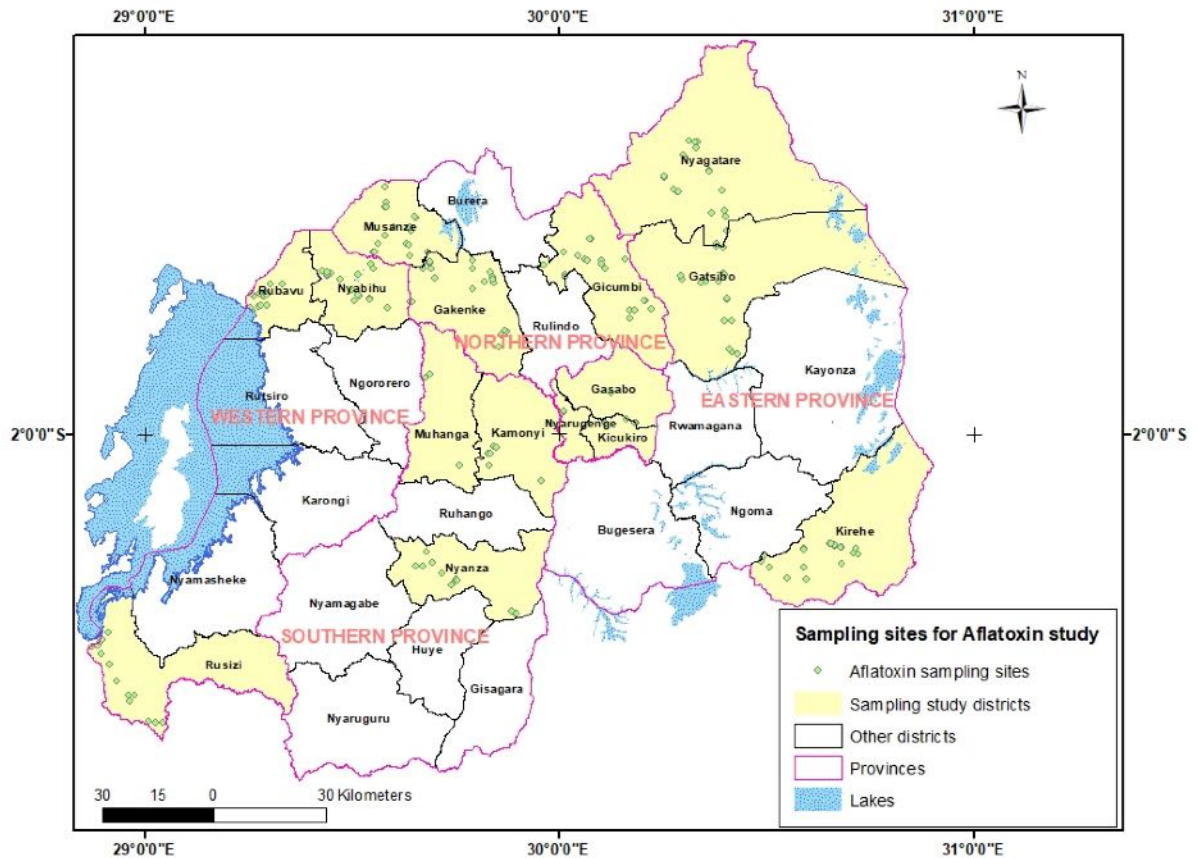 29°0'0"E
30°0'0"E
31°0'0"E
N
Nyagatare
Burera
Musanze
Gatsibo
Rubavu
Nyabihu
Gicumbi
Gakenke
Rulindo
NORTHERN PROVINCE
Ngororero
Kayonza
Gasabo
Rutsiro
EASTERN PROVINCE
WESTERN PROVINCE
Nyarugenge
Rwamagana
2°0'0"S
Muhanga
Kamonyi
Kicukiro
2°0'0"S
Karongi
Ruhango
Ngoma
Bugesera
Kirehe
Nyanza
Nyamasheke
Nyamagabe
SOUTHERN PROVINCE
Huye
Rusizi
Gisagara
Nyaruguru
Sampling sites for Aflatoxin study
Aflatoxin sampling sites
Sampling study districts
Other districts
Provinces
Lakes
30 15 0 30 Kilometers
29°0'0"E
30°0'0"E
31°0'0"E